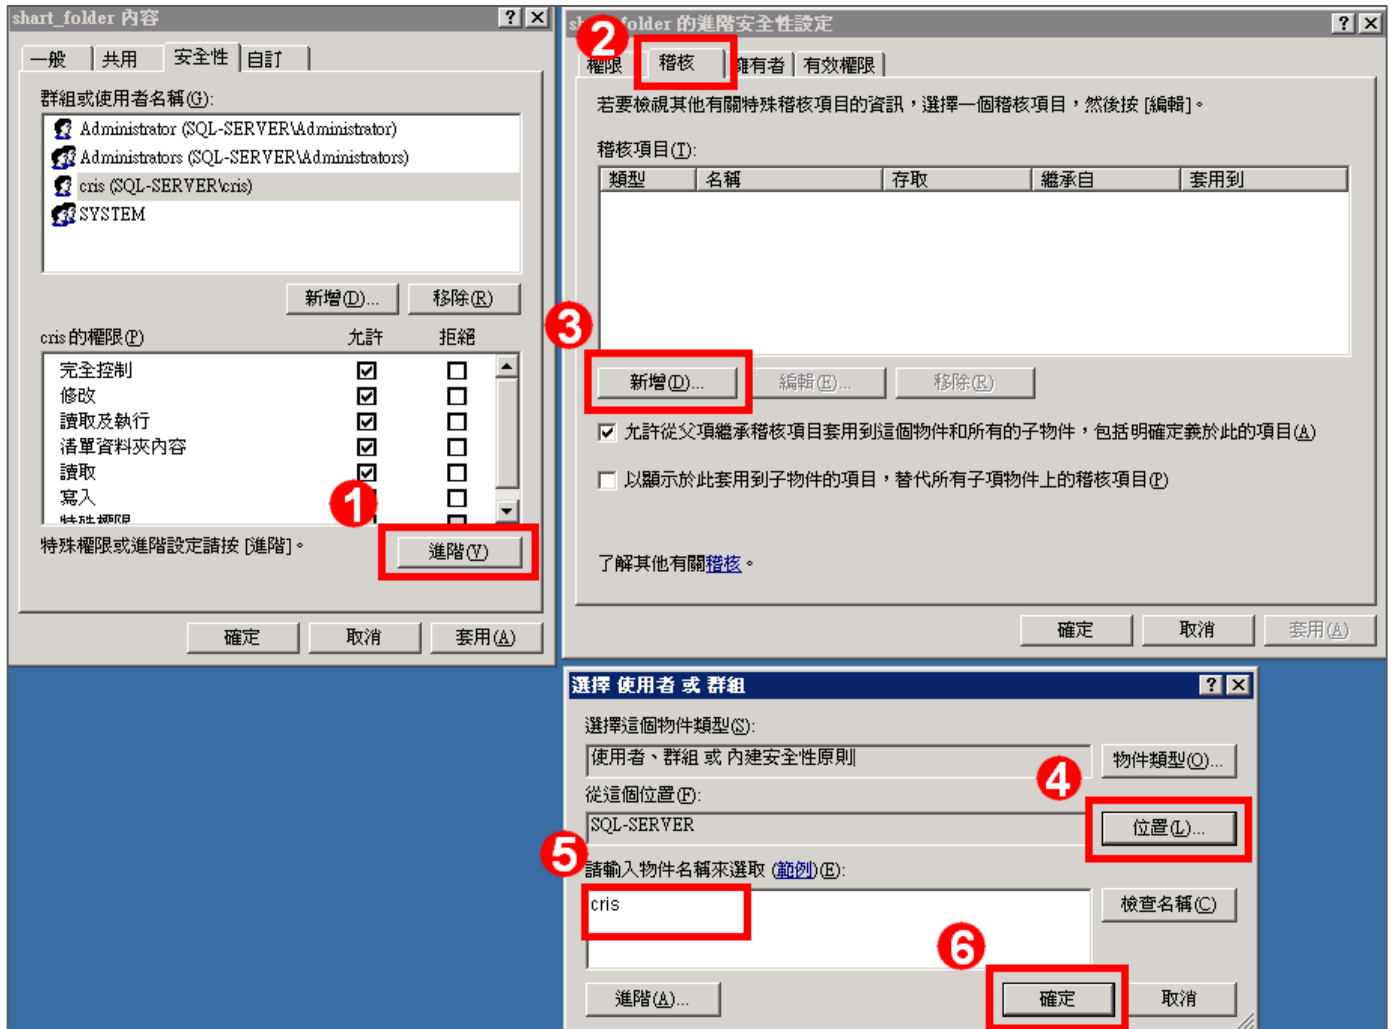 shart_folder 內容
一般
共用
安全性
自訂
群組或使用者名稱(G):
Administrator (SQL-SERVER\Administrator)
Administrators (SQL-SERVER\Administrators)
cris (SQL-SERVER\cris)
SYSTEM
新增(D)...
移除(R)
cris 的權限(P)
允許
拒絕
完全控制
修改
讀取及執行
清單資料夾內容
讀取
寫入
特殊權限
1
特殊權限或進階設定請按 [進階]。
進階(V)
確定
取消
套用(A)
folder 的進階安全性設定
2
權限
稽核
擁有者
有效權限
若要檢視其他有關特殊稽核項目的資訊，選擇一個稽核項目，然後按 [編輯]。
稽核項目(T):
類型
名稱
存取
繼承自
套用到
3
新增(D)...
編輯(E)...
移除(R)
允許從父項繼承稽核項目套用到這個物件和所有的子物件，包括明確定義於此的項目(A)
以顯示於此套用到子物件的項目，替代所有子項物件上的稽核項目(P)
了解其他有關稽核。
確定
取消
套用(A)
選擇 使用者 或 群組
選擇這個物件類型(S):
使用者、群組 或 內建安全性原則
物件類型(O)...
4
從這個位置(F):
SQL-SERVER
位置(L)...
5
請輸入物件名稱來選取 (範例)(E):
cris
檢查名稱(C)
6
進階(A)...
確定
取消